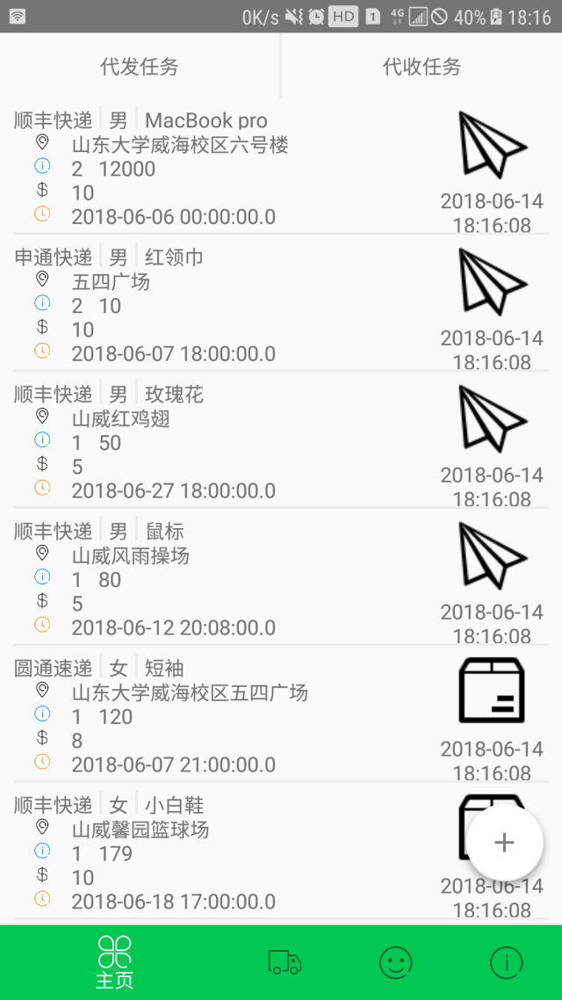 0K/s HD 1 4G 40% 18:16
代发任务 代收任务
顺丰快递 男 MacBook pro
山东大学威海校区六号楼
2 12000
10
2018-06-06 00:00:00.0
2018-06-14
18:16:08
申通快递 男 红领巾
五四广场
2 10
10
2018-06-07 18:00:00.0
2018-06-14
18:16:08
顺丰快递 男 玫瑰花
山威红鸡翅
1 50
5
2018-06-27 18:00:00.0
2018-06-14
18:16:08
顺丰快递 男 鼠标
山威风雨操场
1 80
5
2018-06-12 20:08:00.0
2018-06-14
18:16:08
圆通速递 女 短袖
山东大学威海校区五四广场
1 120
8
2018-06-07 21:00:00.0
2018-06-14
18:16:08
顺丰快递 女 小白鞋
山威馨园篮球场
1 179
10
2018-06-18 17:00:00.0
2018-06-14
18:16:08
主页